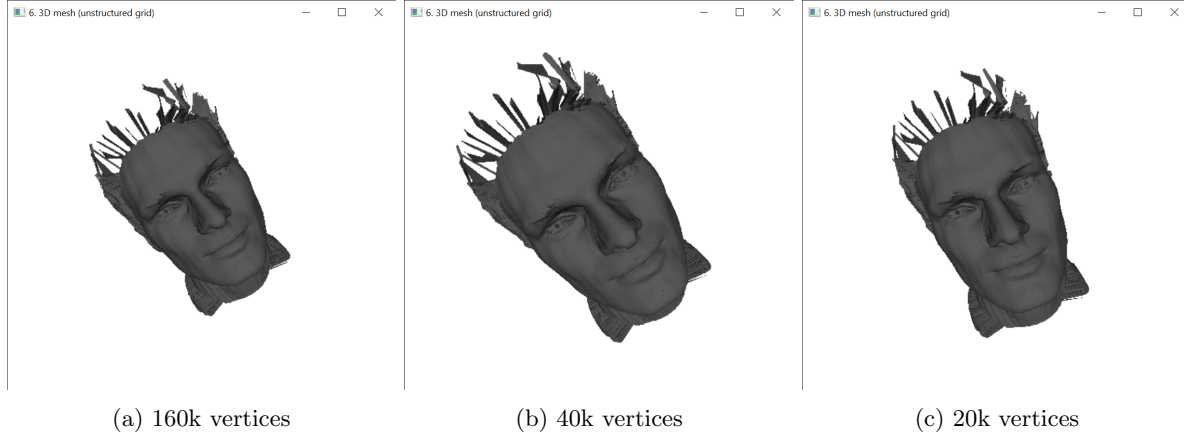 6. 3D mesh (unstructured grid)
6. 3D mesh (unstructured grid)
6. 3D mesh (unstructured grid)
(a) 160k vertices
(b) 40k vertices
(c) 20k vertices